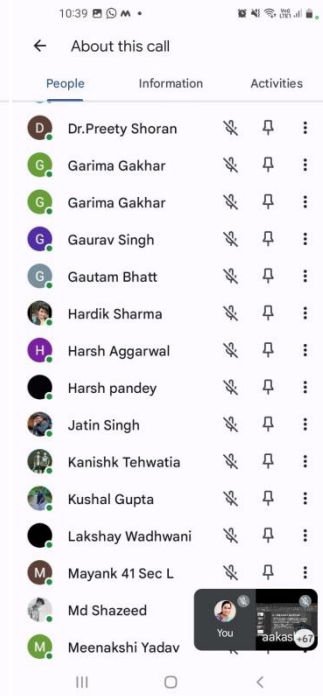 10:39
About this call
People Information Activities
D Dr.Preety Shoran
G Garima Gakhar
G Garima Gakhar
G Gaurav Singh
G Gautam Bhatt
Hardik Sharma
H Harsh Aggarwal
Harsh pandey
Jatin Singh
Kanishk Tehwatia
Kushal Gupta
Lakshay Wadhwani
M Mayank 41 Sec L
Md Shazeed
You aakas +67
M Meenakshi Yadav